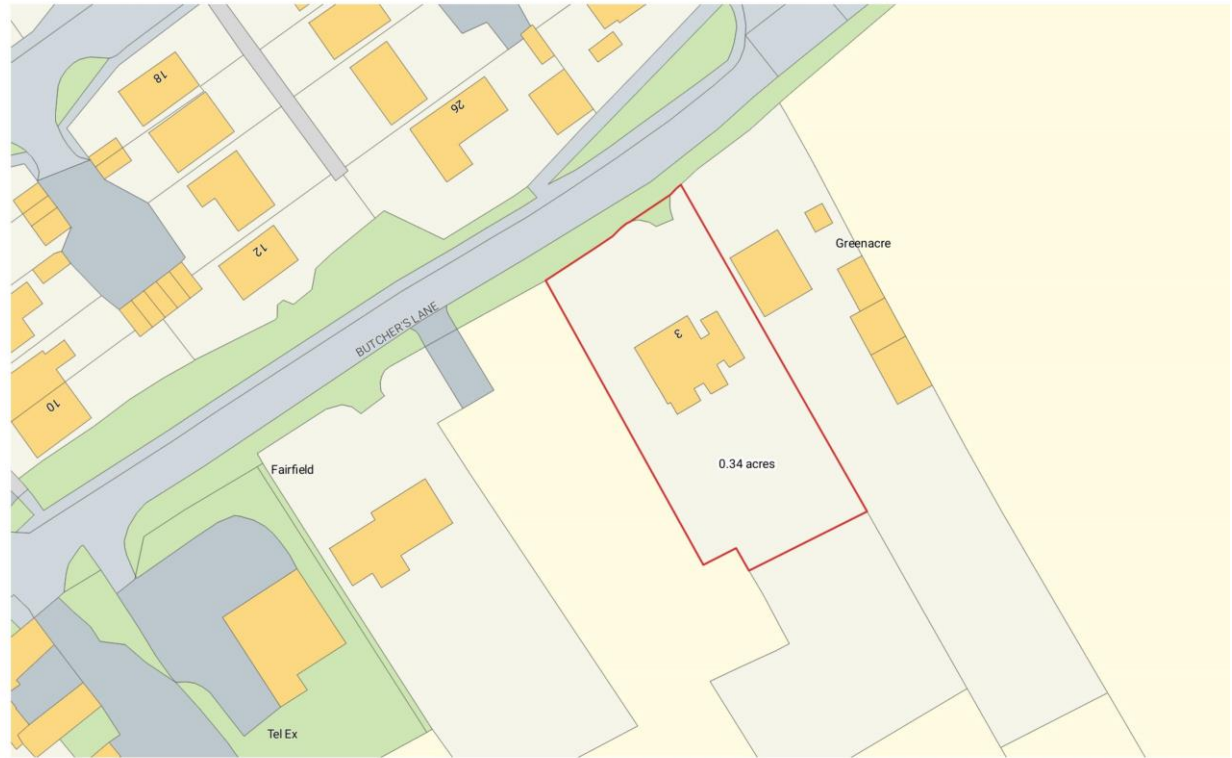 18
26
12
Greenacre
BUTCHER'S LANE
3
10
0.34 acres
Fairfield
Tel Ex